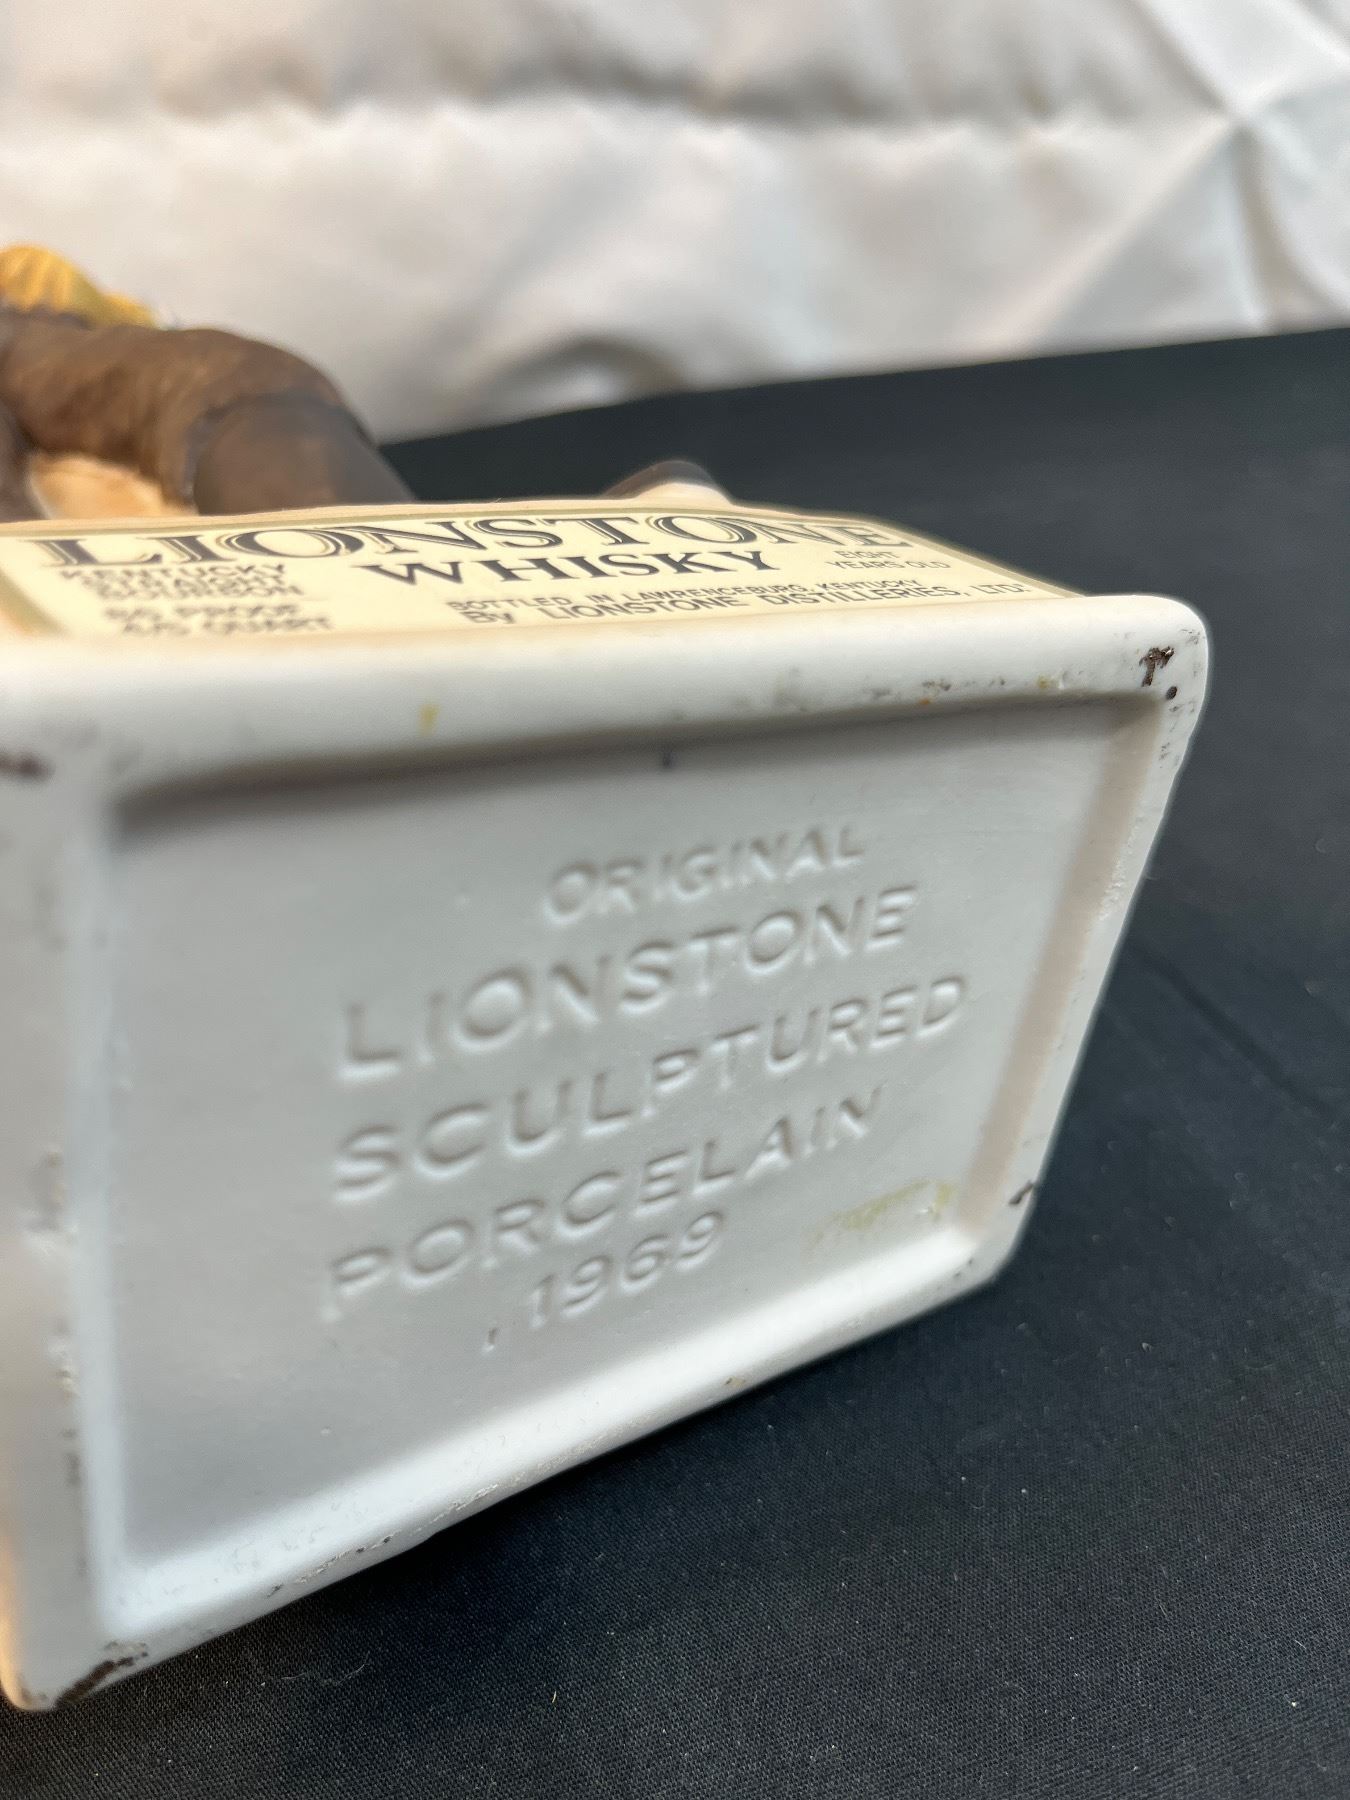 LIONSTONE
WHISKY
KENTUCKY
STRAIGHT
BOURBON
86 PROOF
4/5 QUART
EIGHT
YEARS OLD
BOTTLED IN LAWRENCEBURG, KENTUCKY
By LIONSTONE DISTILLERIES, LTD.
ORIGINAL
LIONSTONE
SCULPTURED
PORCELAIN
1969